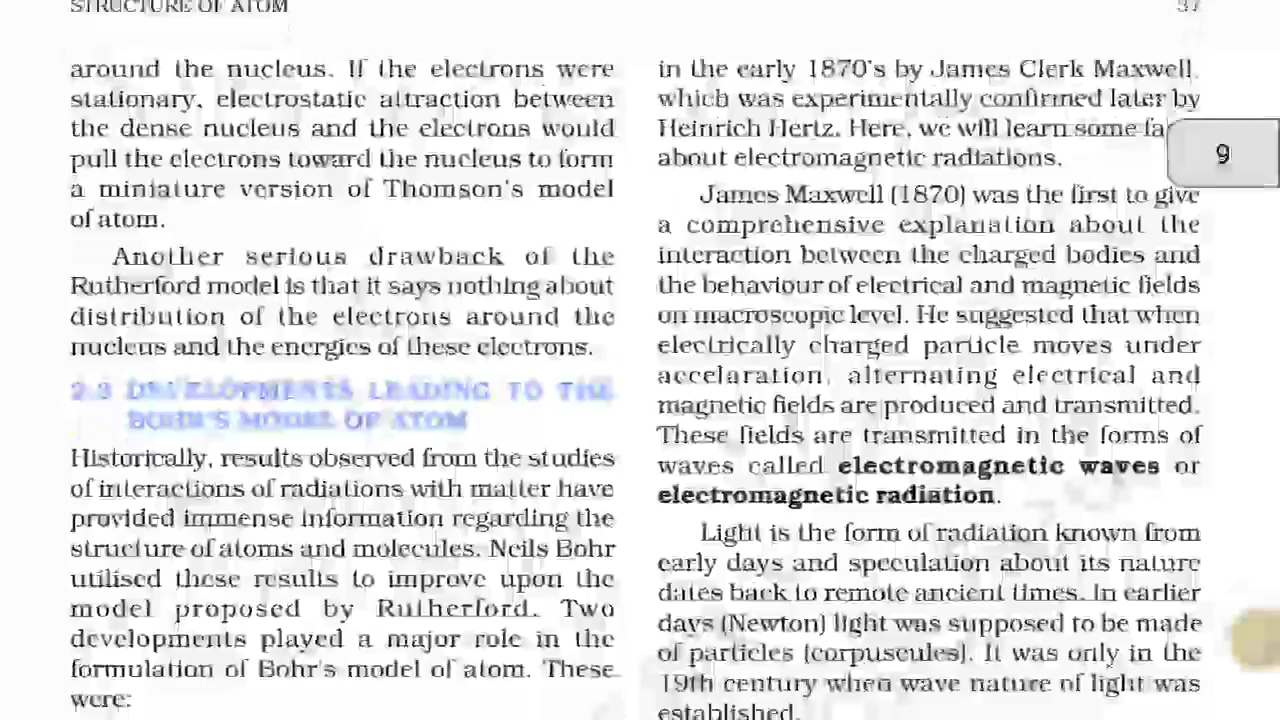 STRUCTURE OF ATOM
37
around the nucleus. If the electrons were
stationary, electrostatic attraction between
the dense nucleus and the electrons would
pull the electrons toward the nucleus to form
a miniature version of Thomson's model
of atom.
Another serious drawback of the
Rutherford model is that it says nothing about
distribution of the electrons around the
nucleus and the energies of these electrons.
2.3 DEVELOPMENTS LEADING TO THE
BOHR'S MODEL OF ATOM
Historically, results observed from the studies
of interactions of radiations with matter have
provided immense information regarding the
structure of atoms and molecules. Neils Bohr
utilised these results to improve upon the
model proposed by Rutherford. Two
developments played a major role in the
formulation of Bohr's model of atom. These
were:
in the early 1870's by James Clerk Maxwell,
which was experimentally confirmed later by
Heinrich Hertz. Here, we will learn some fa
about electromagnetic radiations.
James Maxwell (1870) was the first to give
a comprehensive explanation about the
interaction between the charged bodies and
the behaviour of electrical and magnetic fields
on macroscopic level. He suggested that when
electrically charged particle moves under
accelaration, alternating electrical and
magnetic fields are produced and transmitted.
These fields are transmitted in the forms of
waves called electromagnetic waves or
electromagnetic radiation.
Light is the form of radiation known from
early days and speculation about its nature
dates back to remote ancient times. In earlier
days (Newton) light was supposed to be made
of particles (corpuscules). It was only in the
19th century when wave nature of light was
established.
9